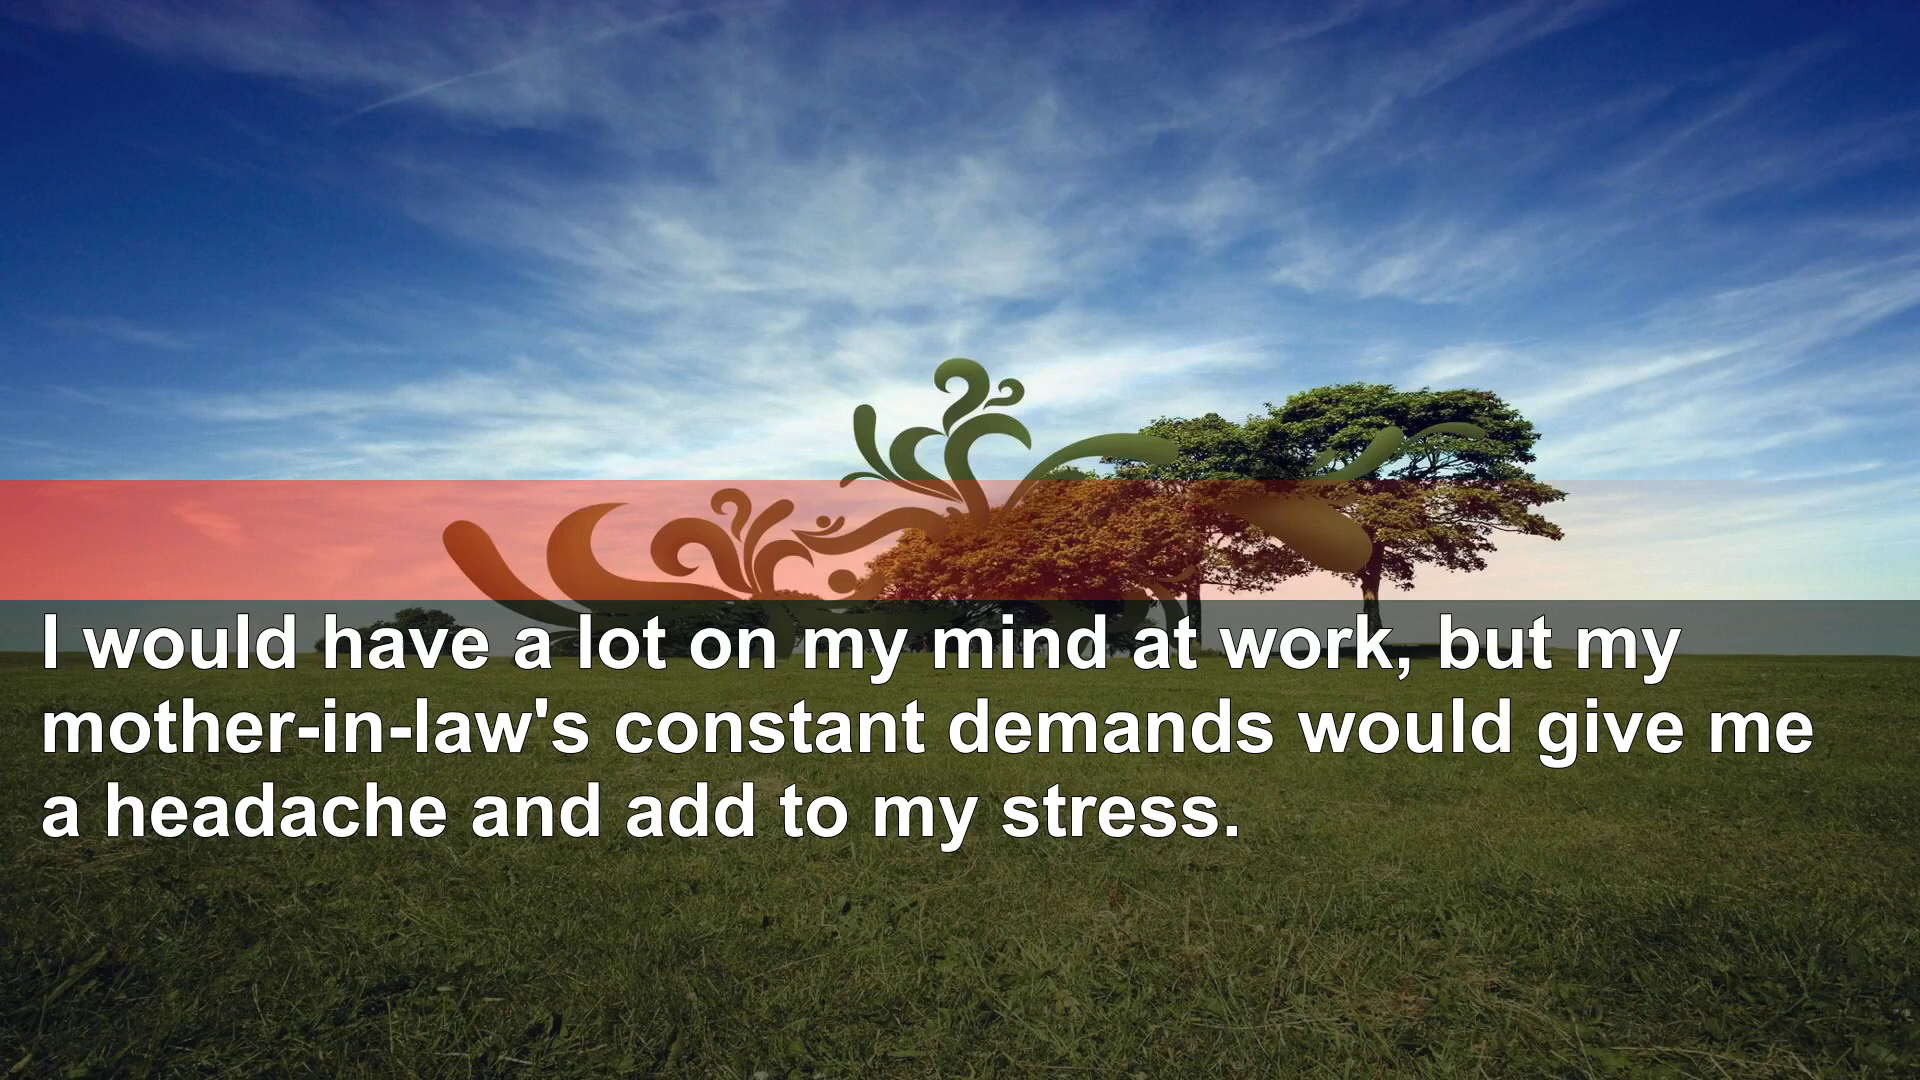 I would have a lot on my mind at work, but my
mother-in-law's constant demands would give me
a headache and add to my stress.